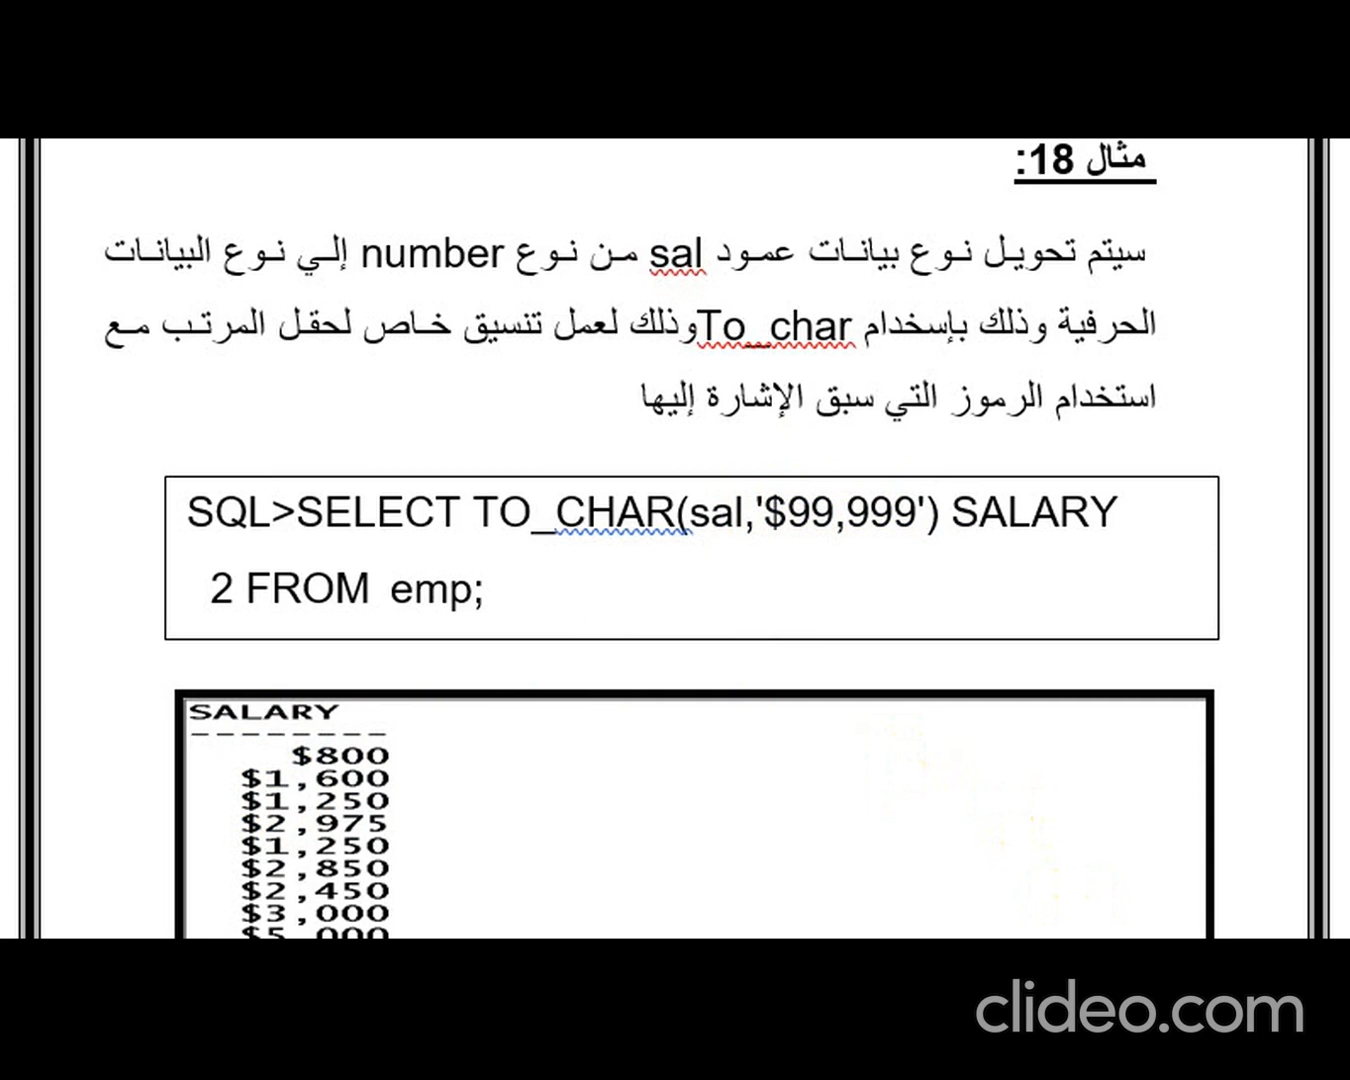 مثال 18:
سيتم تحويل نوع بيانات عمود sal من نوع number إلي نوع البيانات
الحرفية وذلك بإسخدام To_char وذلك لعمل تنسيق خاص لحقل المرتب مع
استخدام الرموز التي سبق الإشارة إليها
SQL>SELECT TO_CHAR(sal,'$99,999') SALARY
2 FROM emp;
SALARY
--------
$800
$1,600
$1,250
$2,975
$1,250
$2,850
$2,450
$3,000
$5,000
clideo.com